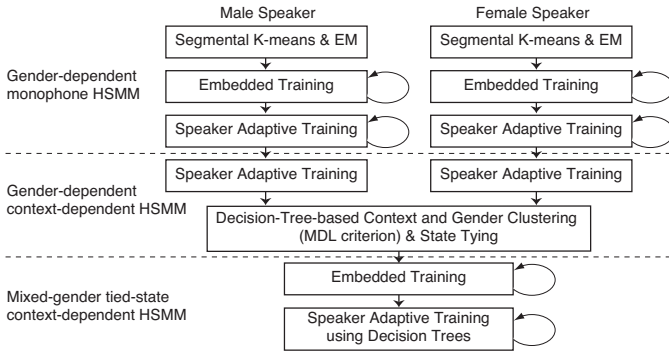 Male Speaker
Female Speaker
Segmental K-means & EM
Segmental K-means & EM
Gender-dependent
monophone HSMM
Embedded Training
Embedded Training
Speaker Adaptive Training
Speaker Adaptive Training
Gender-dependent
context-dependent HSMM
Speaker Adaptive Training
Speaker Adaptive Training
Decision-Tree-based Context and Gender Clustering
(MDL criterion) & State Tying
Mixed-gender tied-state
context-dependent HSMM
Embedded Training
Speaker Adaptive Training
using Decision Trees